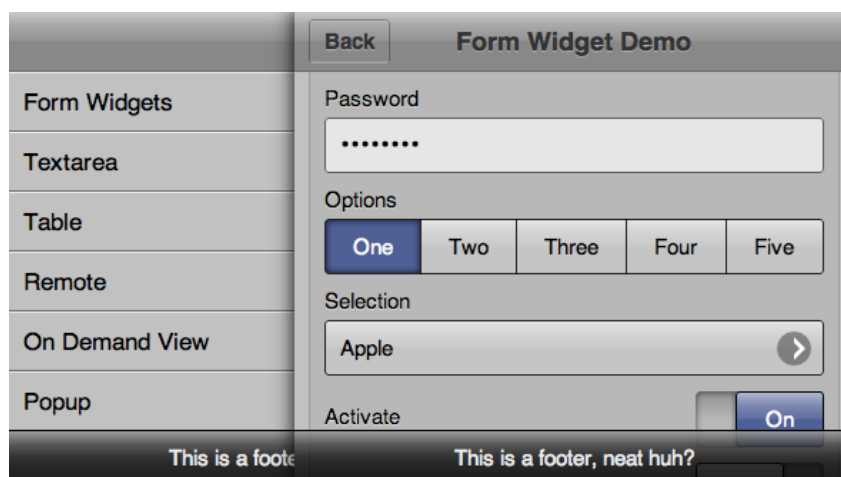 Form Widgets
Textarea
Table
Remote
On Demand View
Popup
This is a foote
Back
Form Widget Demo
Password
••••••••
Options
One Two Three Four Five
Selection
Apple
Activate
On
This is a footer, neat huh?